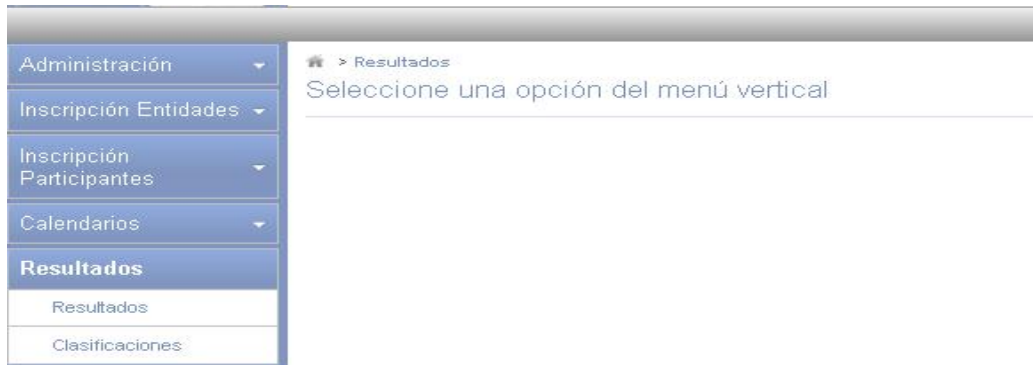 Administración
Inscripción Entidades
Inscripción
Participantes
Calendarios
Resultados
Resultados
Clasificaciones
> Resultados
Seleccione una opción del menú vertical